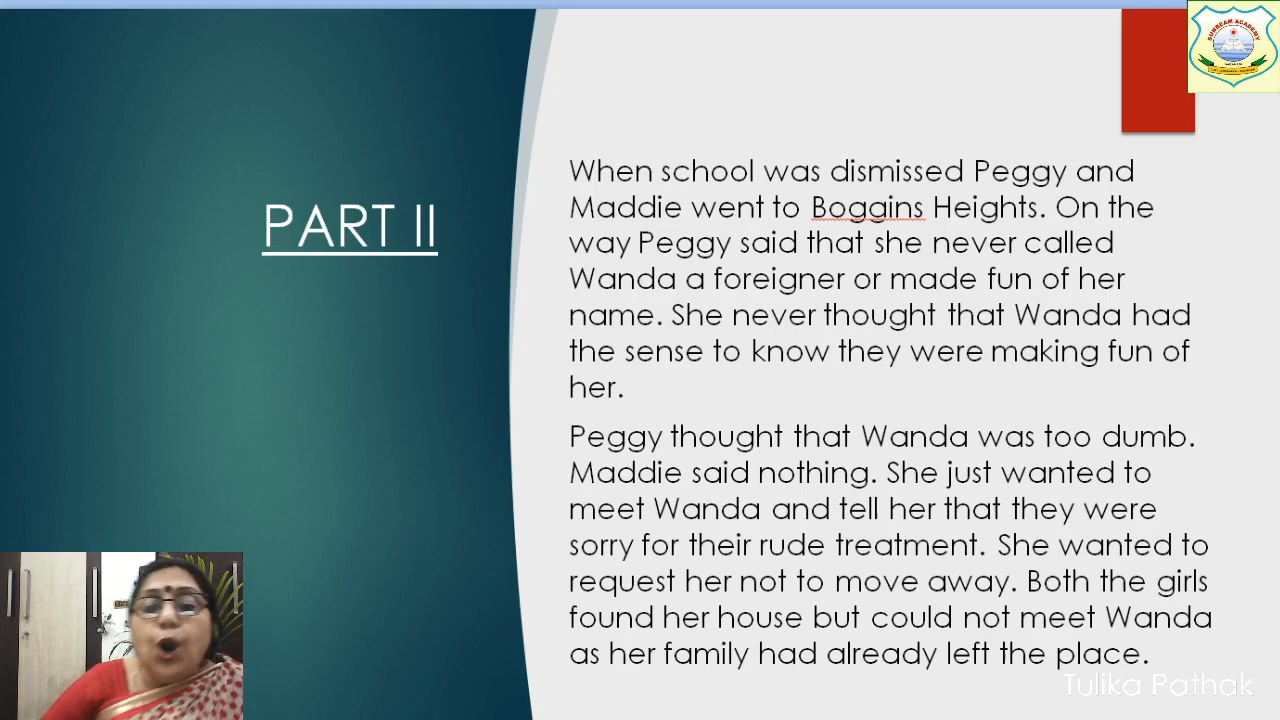 SUNBEAM ACADEMY
PART II
When school was dismissed Peggy and
Maddie went to Boggins Heights. On the
way Peggy said that she never called
Wanda a foreigner or made fun of her
name. She never thought that Wanda had
the sense to know they were making fun of
her.
Peggy thought that Wanda was too dumb.
Maddie said nothing. She just wanted to
meet Wanda and tell her that they were
sorry for their rude treatment. She wanted to
request her not to move away. Both the girls
found her house but could not meet Wanda
as her family had already left the place.
Tulika Pathak